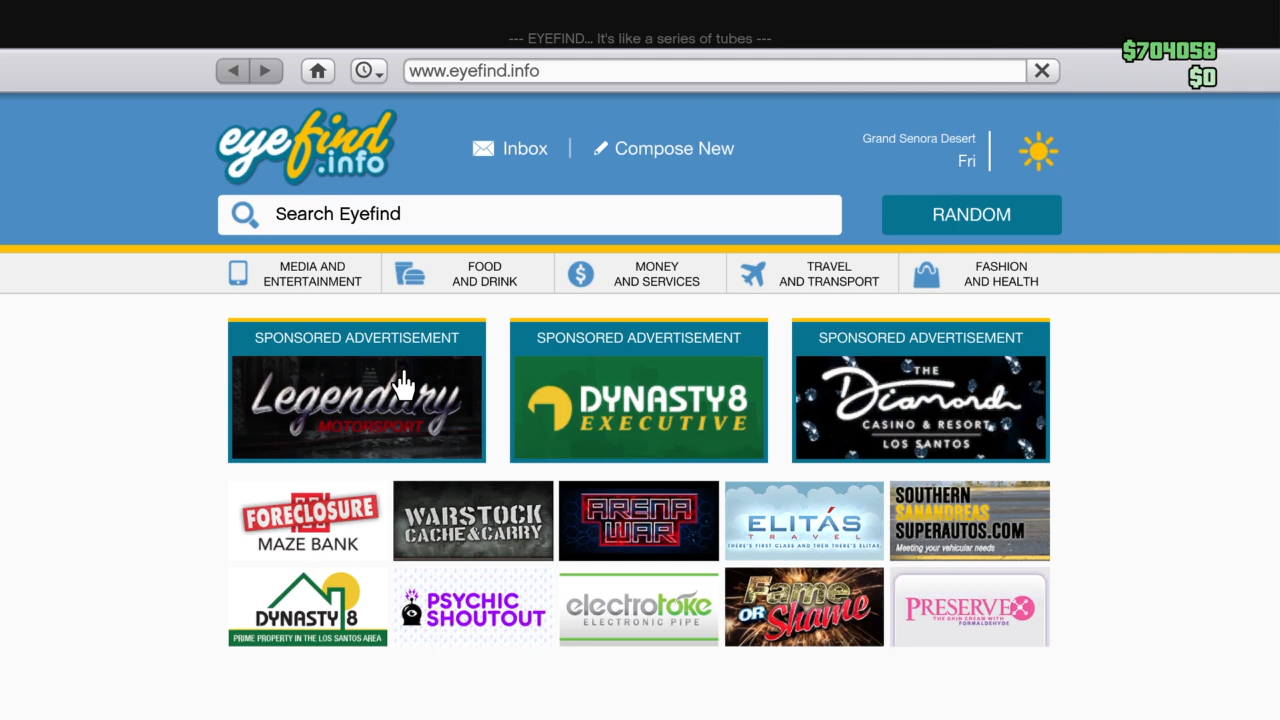 --- EYEFIND... It's like a series of tubes ---
$704058
www.eyefind.info
$0
eyefind
.info
Inbox
Compose New
Grand Senora Desert
Fri
Search Eyefind
RANDOM
MEDIA AND
ENTERTAINMENT
FOOD
AND DRINK
MONEY
AND SERVICES
TRAVEL
AND TRANSPORT
FASHION
AND HEALTH
SPONSORED ADVERTISEMENT
Legendary
MOTORSPORT
SPONSORED ADVERTISEMENT
DYNASTY8
EXECUTIVE
SPONSORED ADVERTISEMENT
THE
Diamond
CASINO & RESORT
LOS SANTOS
FORECLOSURE
MAZE BANK
WARSTOCK
CACHE&CARRY
ARENA
WAR
ELITÁS
TRAVEL
THERE'S FIRST CLASS AND THEN THERE'S ELITAS.
SOUTHERN
SANANDREAS
SUPERAUTOS.COM
Meeting your vehicular needs
DYNASTY 8
PRIME PROPERTY IN THE LOS SANTOS AREA
PSYCHIC
SHOUTOUT
electrotoke
ELECTRONIC PIPE
Fame
OR Shame
PRESERVEX
THE SKIN CREAM WITH
FORMALDEHYDE